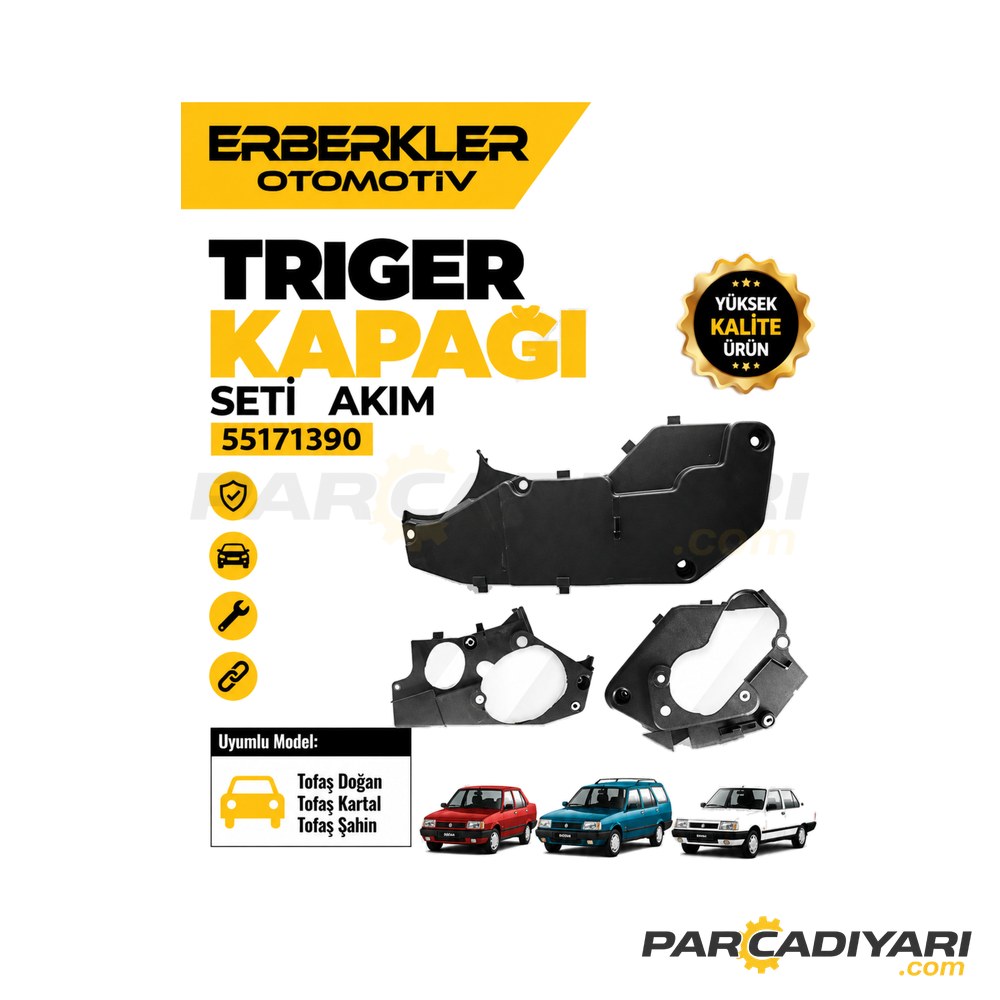 ERBERKLER
OTOMOTİV
TRIGER
KAPAĞI
SETİ AKIM
55171390
YÜKSEK
KALİTE
ÜRÜN
PARCADIYARI
.com
Uyumlu Model:
Tofaş Doğan
Tofaş Kartal
Tofaş Şahin
PARCADIYARI
.com